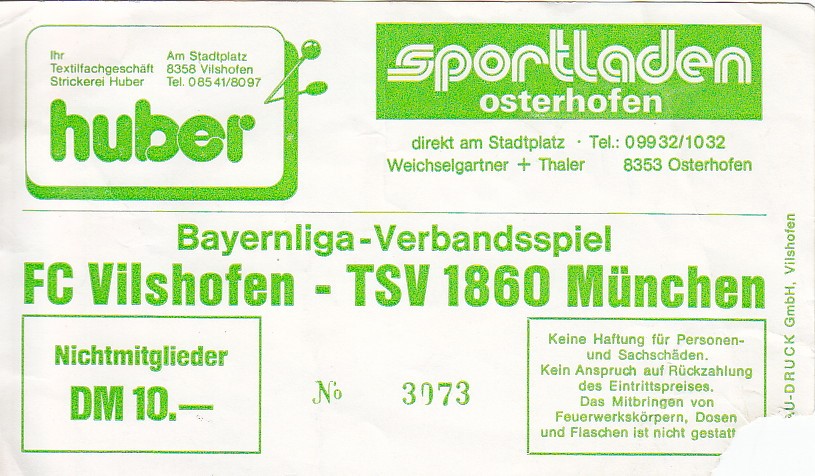 Ihr
Textilfachgeschäft
Strickerei Huber
Am Stadtplatz
8358 Vilshofen
Tel. 08541/8097
huber
sportladen
osterhofen
direkt am Stadtplatz · Tel.: 09932/1032
Weichselgartner + Thaler 8353 Osterhofen
Bayernliga-Verbandsspiel
FC Vilshofen - TSV 1860 München
Nichtmitglieder
DM 10.—
№ 3073
Keine Haftung für Personen-
und Sachschäden.
Kein Anspruch auf Rückzahlung
des Eintrittspreises.
Das Mitbringen von
Feuerwerkskörpern, Dosen
und Flaschen ist nicht gestatt
U-DRUCK GmbH, Vilshofen